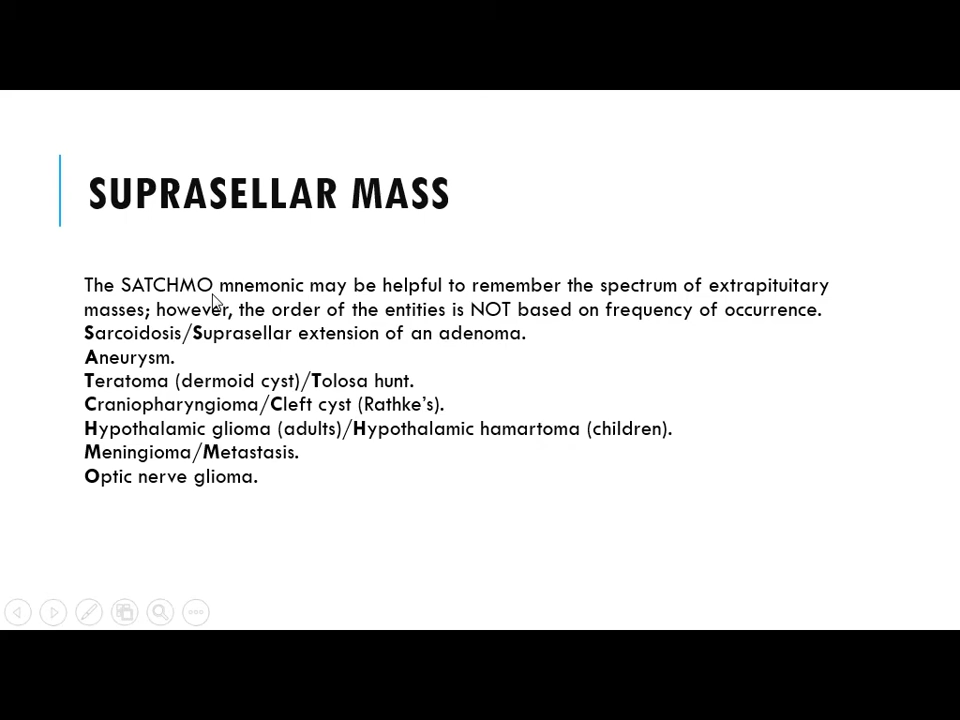 SUPRASELLAR MASS
The SATCHMO mnemonic may be helpful to remember the spectrum of extrapituitary
masses; however, the order of the entities is NOT based on frequency of occurrence.
Sarcoidosis/Suprasellar extension of an adenoma.
Aneurysm.
Teratoma (dermoid cyst)/Tolosa hunt.
Craniopharyngioma/Cleft cyst (Rathke’s).
Hypothalamic glioma (adults)/Hypothalamic hamartoma (children).
Meningioma/Metastasis.
Optic nerve glioma.